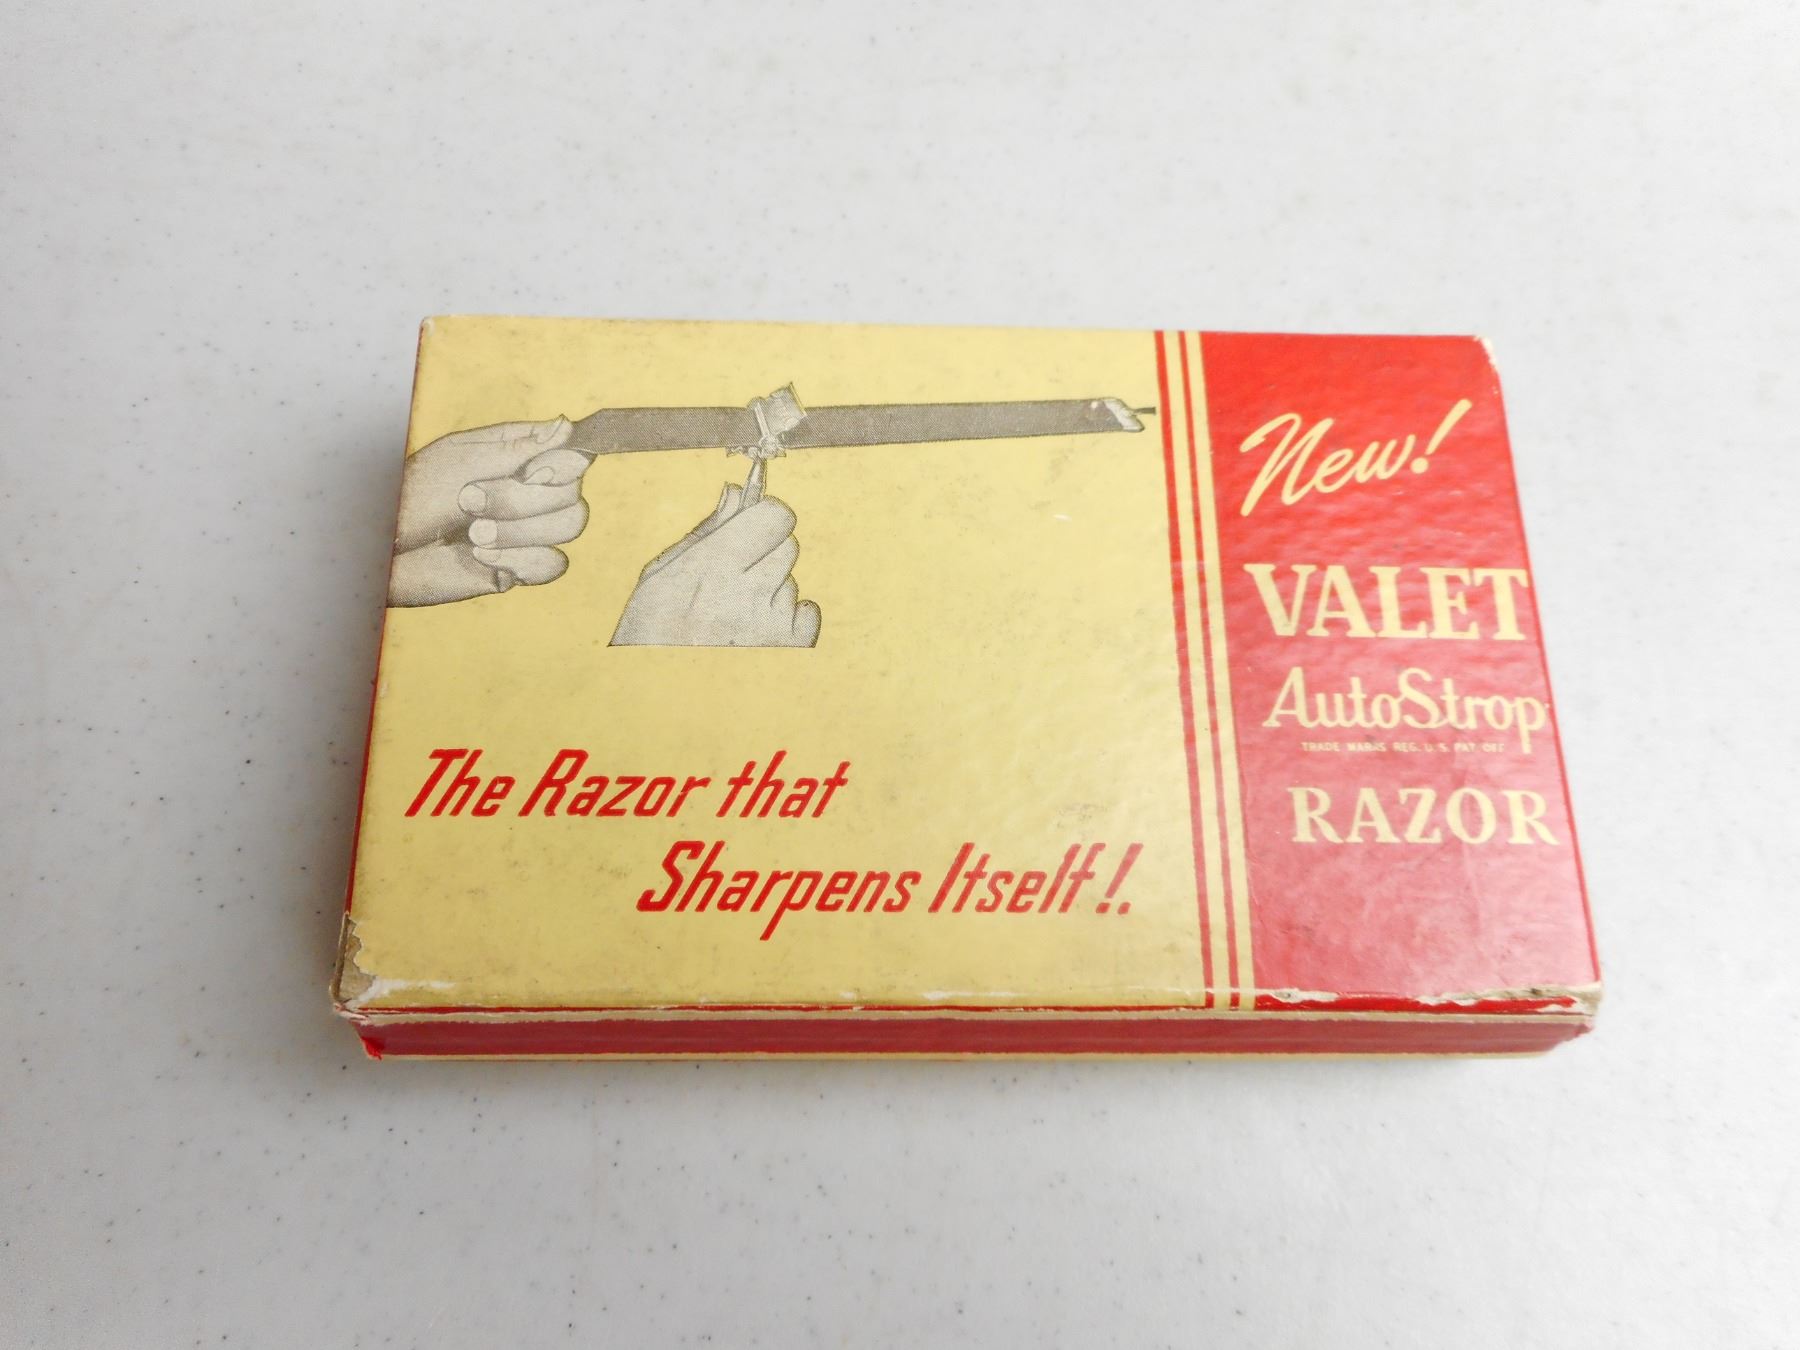 The Razor that
Sharpens Itself!
New!
VALET
AutoStrop
TRADE MARKS REG. U.S. PAT. OFF.
RAZOR